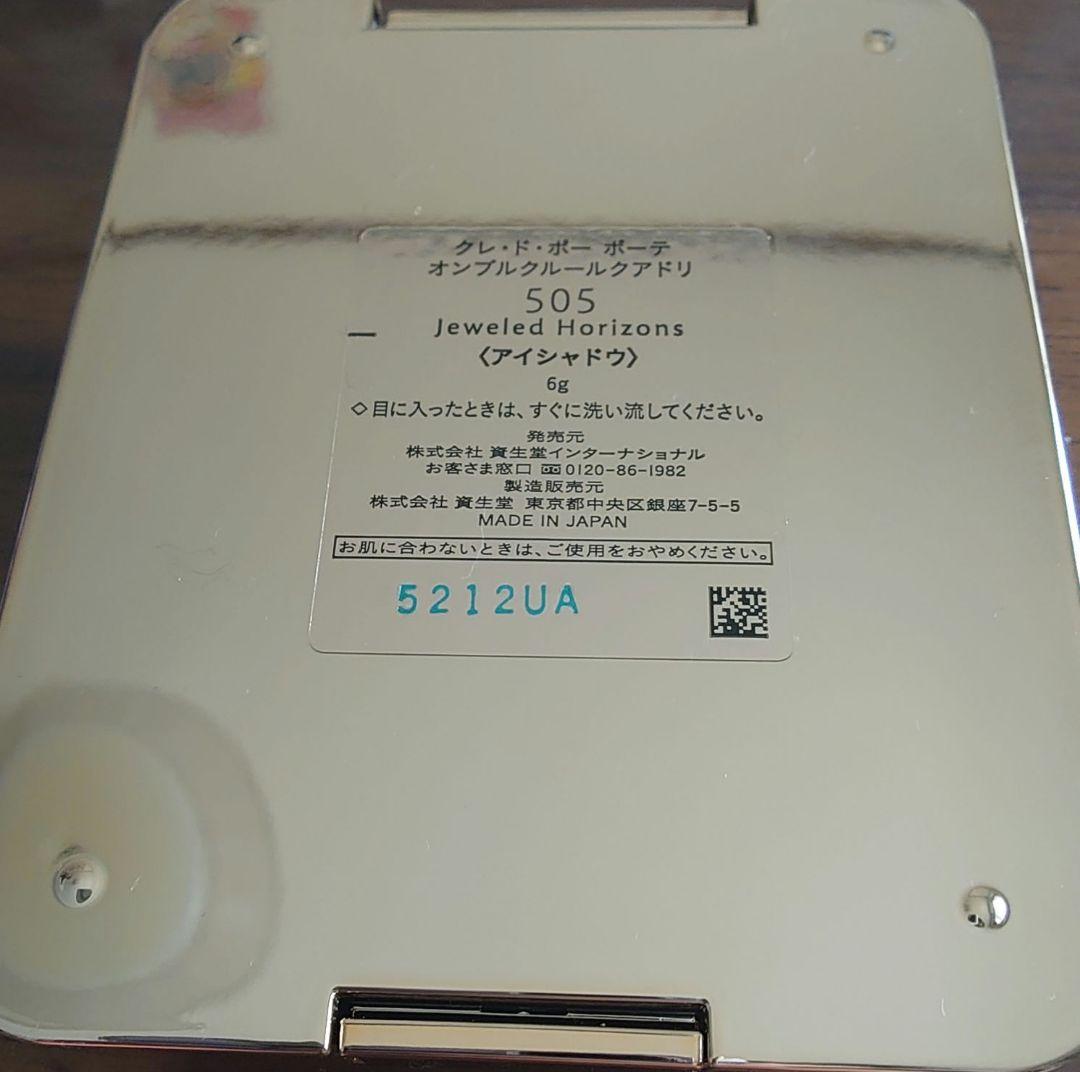 クレ・ド・ポー ボーテ
オンブルクルールクアドリ
505
Jeweled Horizons
〈アイシャドウ〉
6g
◇目に入ったときは、すぐに洗い流してください。
発売元
株式会社 資生堂インターナショナル
お客さま窓口 0120-86-1982
製造販売元
株式会社 資生堂 東京都中央区銀座7-5-5
MADE IN JAPAN
お肌に合わないときは、ご使用をおやめください。
5212UA